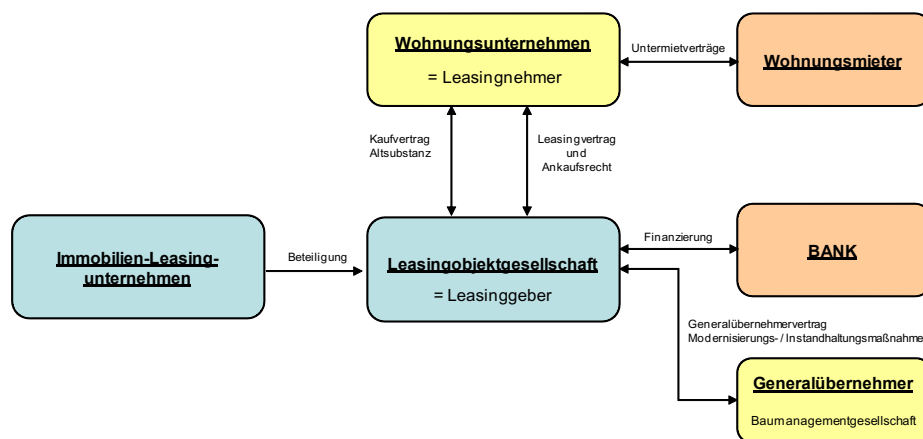 Wohnungsunternehmen
= Leasingnehmer
Untermietverträge
Wohnungsmieter
Kaufvertrag
Altsubstanz
Leasingvertrag
und
Ankaufsrecht
Immobilien-Leasing-
unternehmen
Beteiligung
Leasingobjektgesellschaft
= Leasinggeber
Finanzierung
BANK
Generalübernehmervertrag
Modernisierungs- / Instandhaltungsmaßnahme
Generalübernehmer
Baumanagementgesellschaft